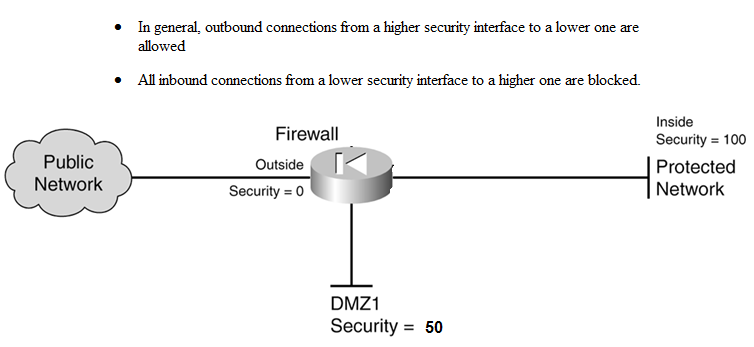 • In general, outbound connections from a higher security interface to a lower one are
allowed
• All inbound connections from a lower security interface to a higher one are blocked.
Inside
Security = 100
Firewall
Public
Network
Outside
Security = 0
Protected
Network
DMZ1
Security = 50